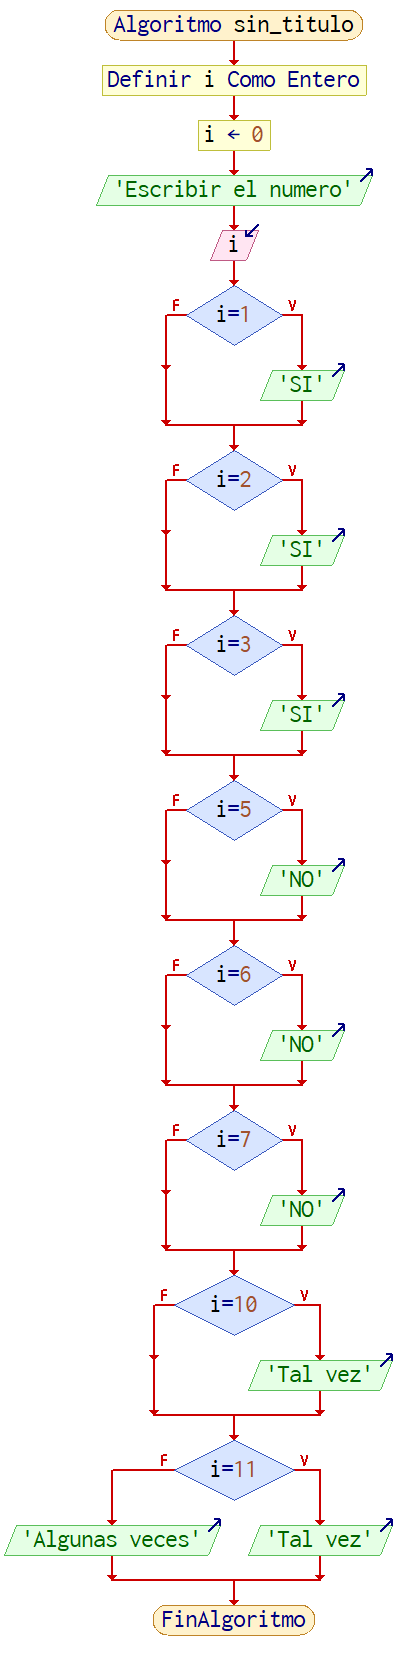 Algoritmo sin_titulo
Definir i Como Entero
i ← 0
'Escribir el numero'
i
F
i=1
V
'SI'
F
i=2
V
'SI'
F
i=3
V
'SI'
F
i=5
V
'NO'
F
i=6
V
'NO'
F
i=7
V
'NO'
F
i=10
V
'Tal vez'
F
i=11
V
'Algunas veces'
'Tal vez'
FinAlgoritmo